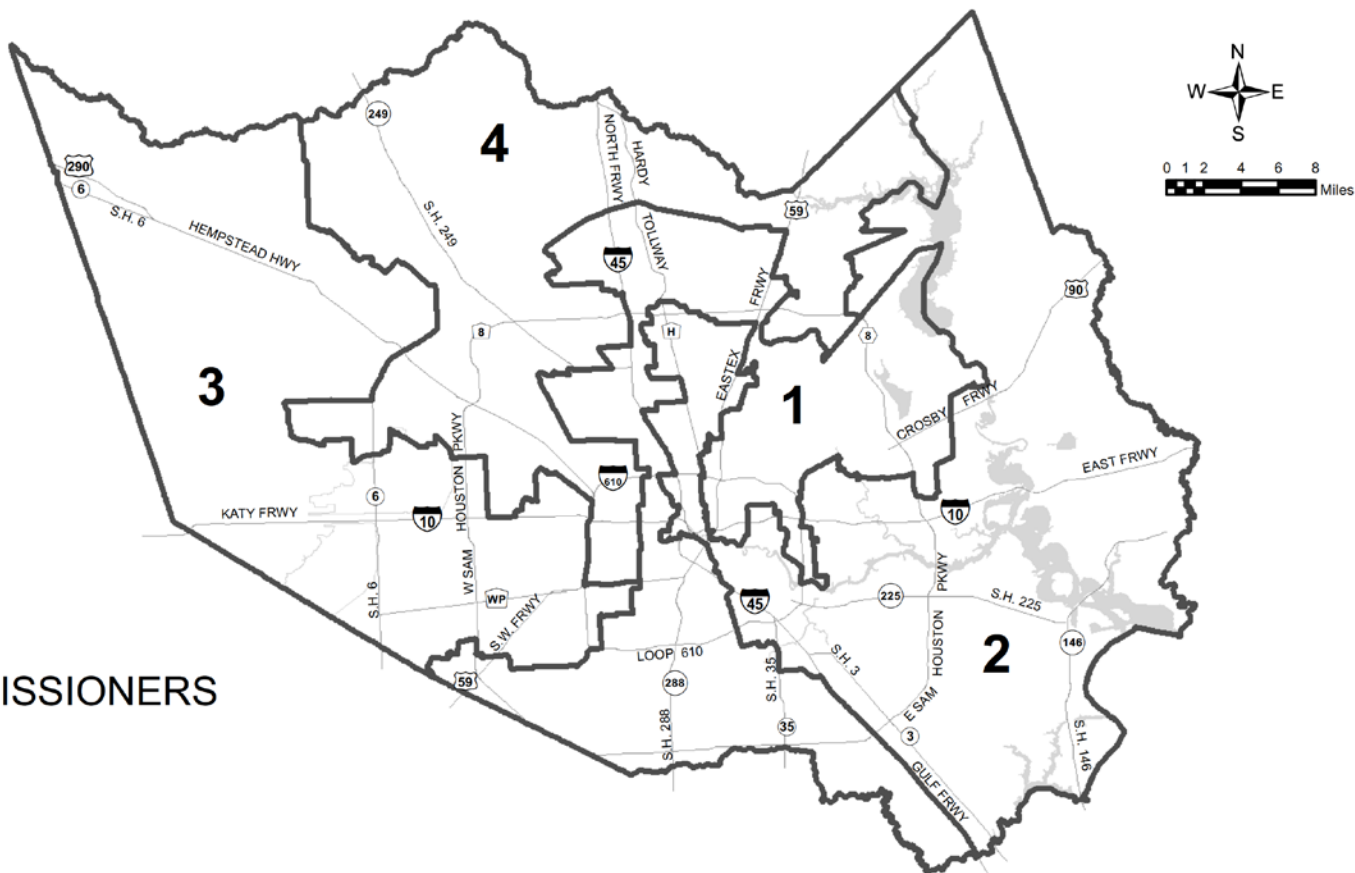 N
W E
S
0 1 2 4 6 8
Miles
249
4
NORTH FRWY
HARDY
TOLLWAY
290
6
S.H. 6
HEMPSTEAD HWY
S.H. 249
59
45
FRWY
90
8
H
8
EASTEX
3
1
CROSBY FRWY
HOUSTON PKWY
EAST FRWY
610
6
KATY FRWY
10
10
W SAM
PKWY
S.H. 6
WP
S.W. FRWY
45
225
S.H. 225
HOUSTON
2
146
LOOP 610
S.H. 3
59
288
S.H. 35
E SAM
ISSIONERS
S.H. 288
35
3
S.H. 146
GULF FRWY